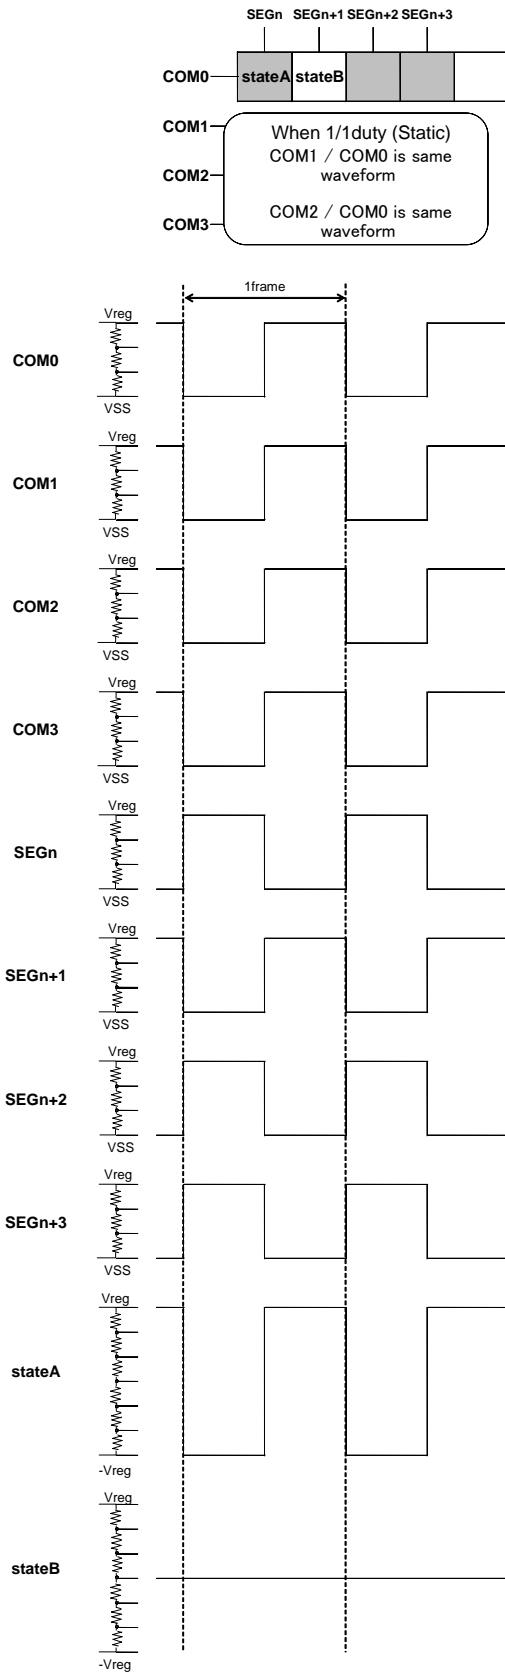 SEGn SEGn+1 SEGn+2 SEGn+3
COM0 stateA stateB
COM1
COM2
COM3
When 1/1duty (Static)
COM1 / COM0 is same
waveform
COM2 / COM0 is same
waveform
1frame
Vreg
COM0
VSS
Vreg
COM1
VSS
Vreg
COM2
VSS
Vreg
COM3
VSS
Vreg
SEGn
VSS
Vreg
SEGn+1
VSS
Vreg
SEGn+2
VSS
Vreg
SEGn+3
VSS
Vreg
stateA
-Vreg
Vreg
stateB
-Vreg